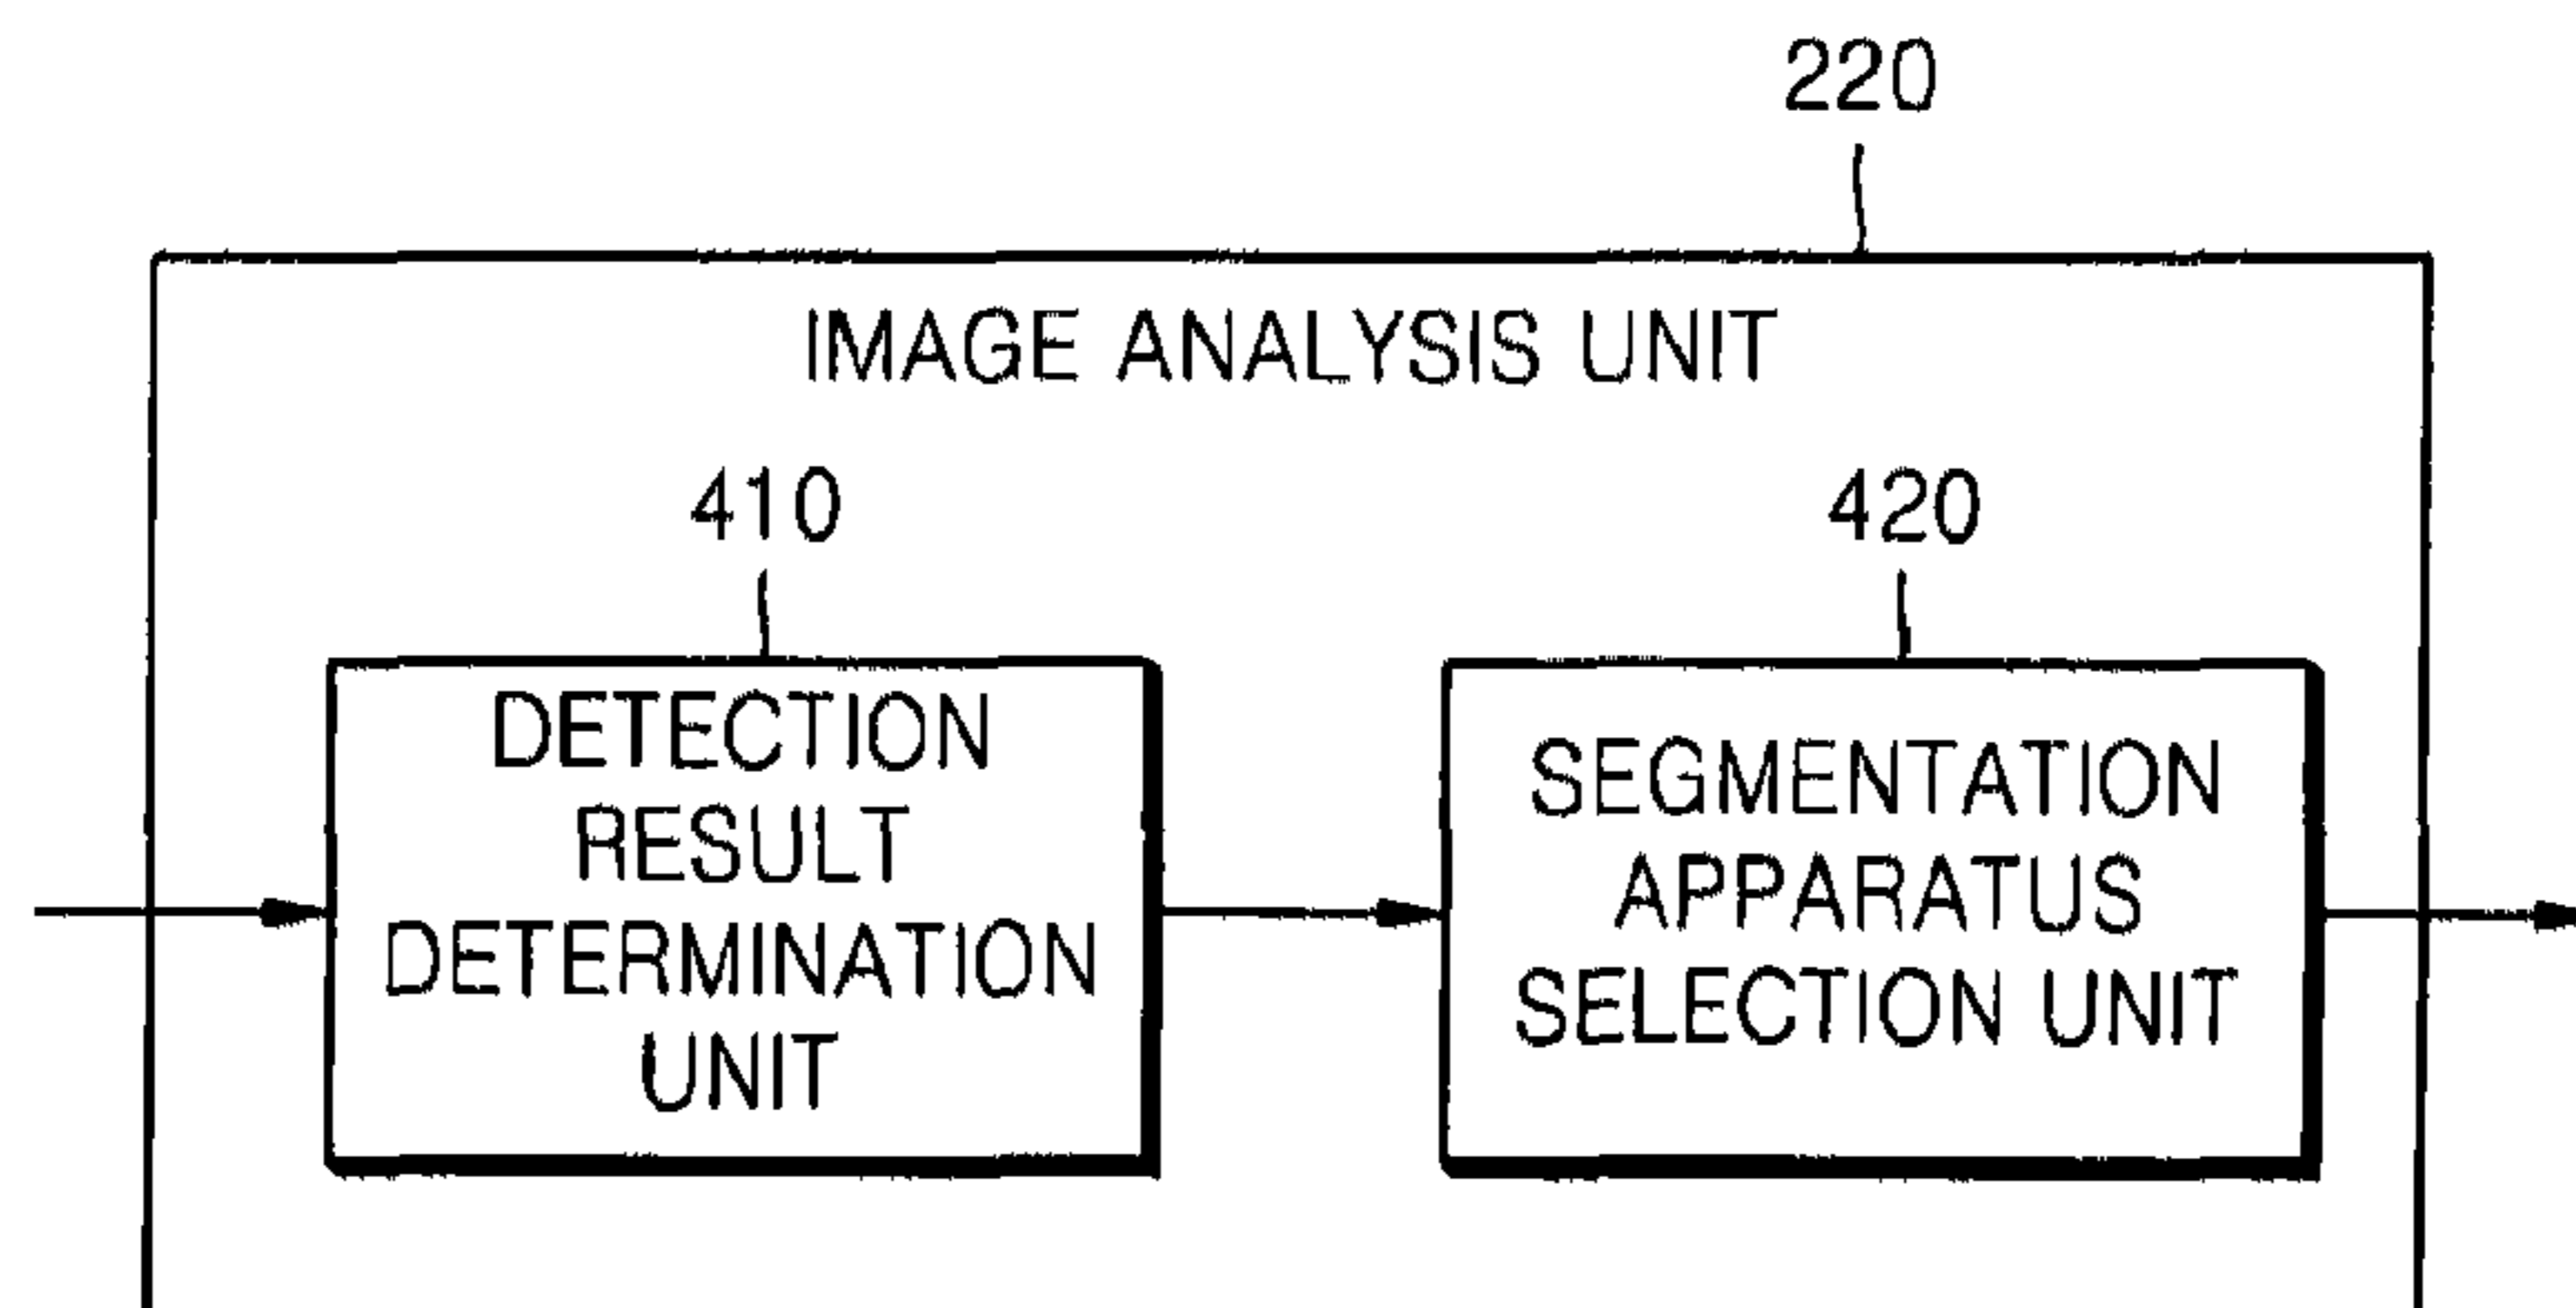 220
IMAGE ANALYSIS UNIT
410
420
DETECTION
RESULT
DETERMINATION
UNIT
SEGMENTATION
APPARATUS
SELECTION UNIT